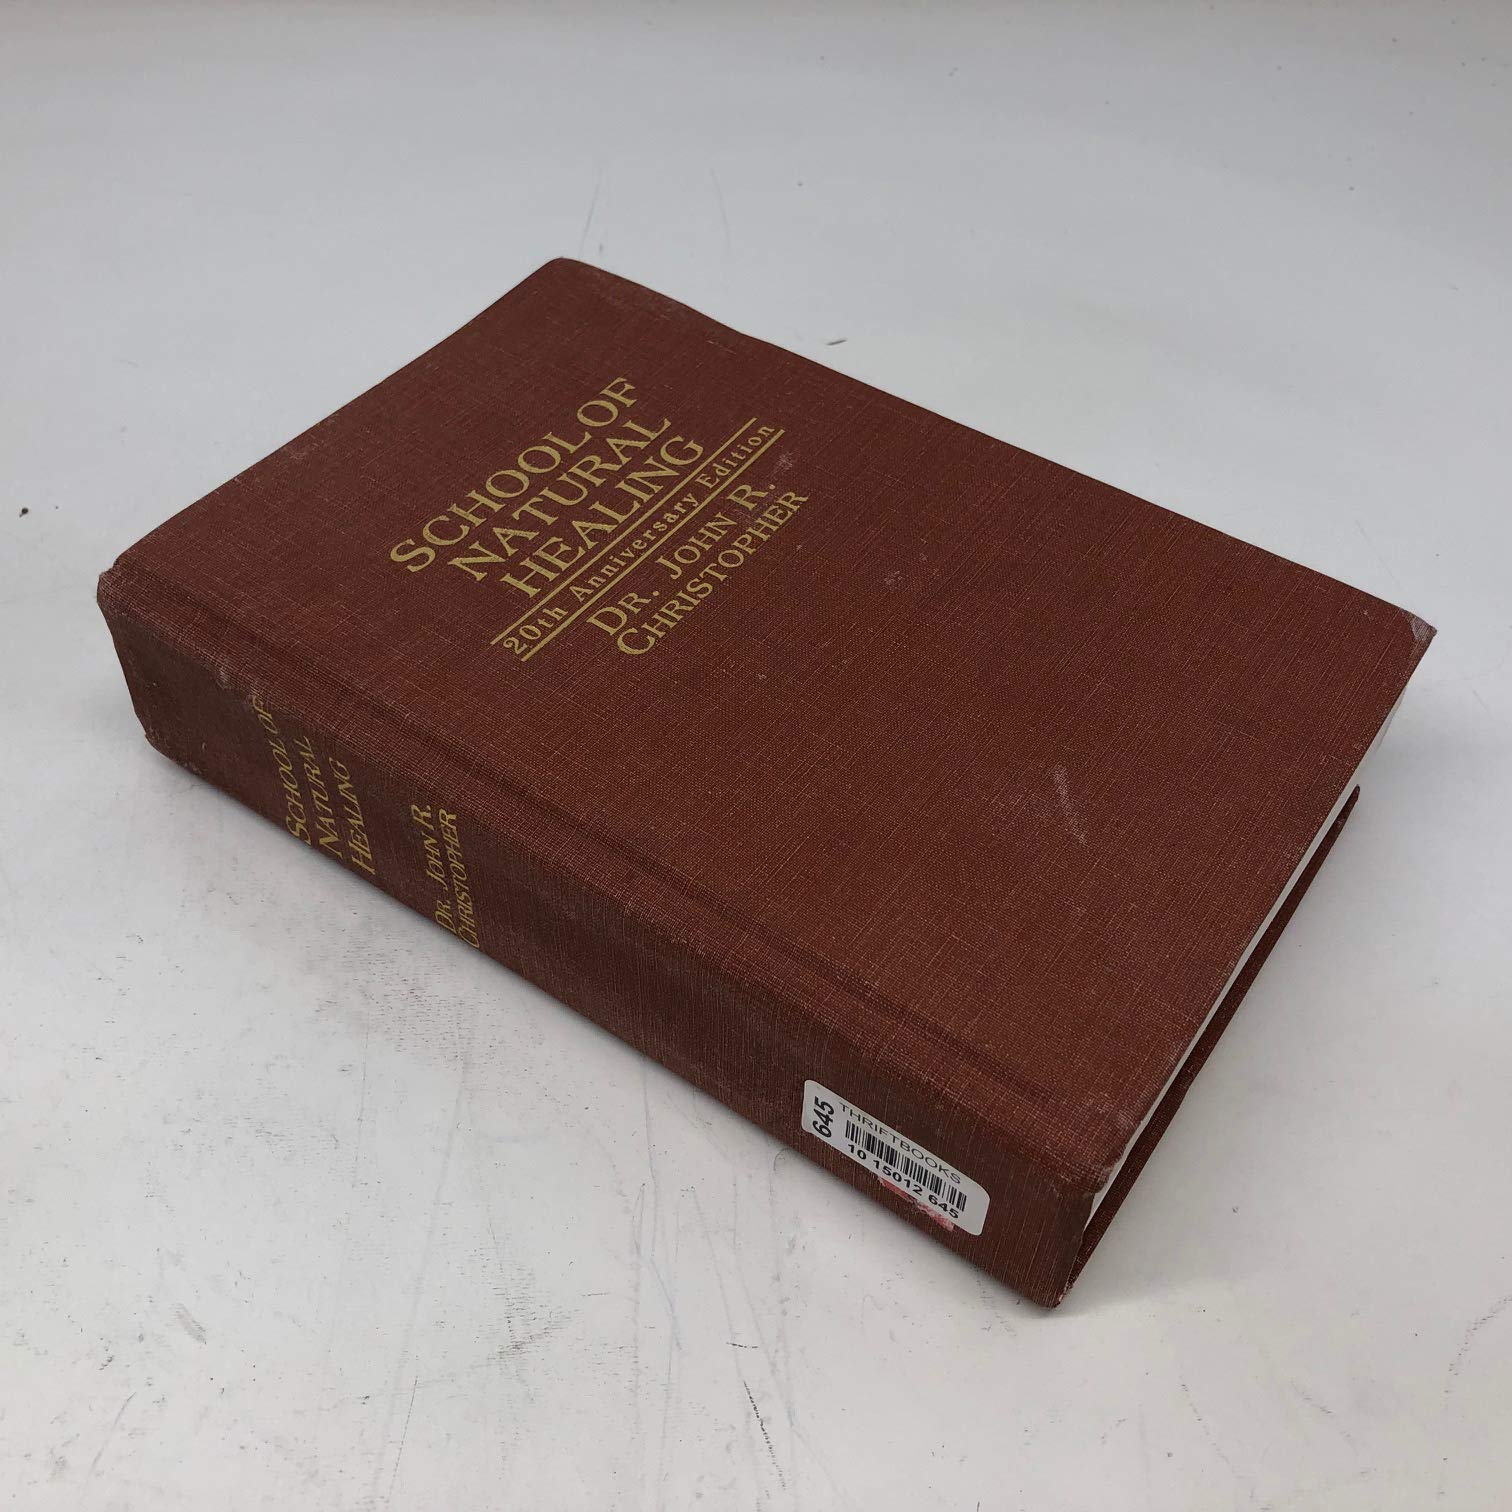 SCHOOL OF
NATURAL
HEALING
20th Anniversary Edition
DR. JOHN R.
CHRISTOPHER
SCHOOL OF
NATURAL
HEALING
DR. JOHN R.
CHRISTOPHER
645
THRIFTBOOKS
10 15012 645